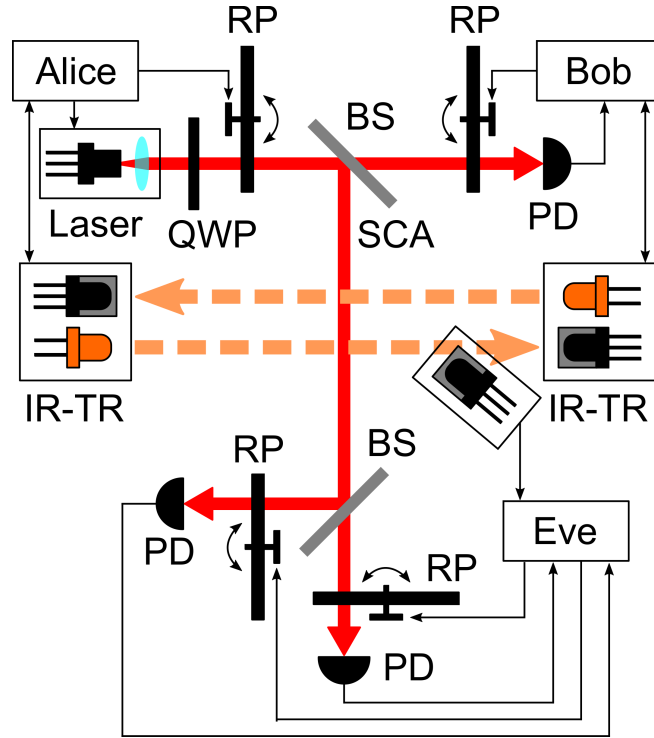 RP
RP
Alice
Bob
BS
Laser
QWP
SCA
PD
IR-TR
IR-TR
BS
RP
Eve
PD
RP
PD